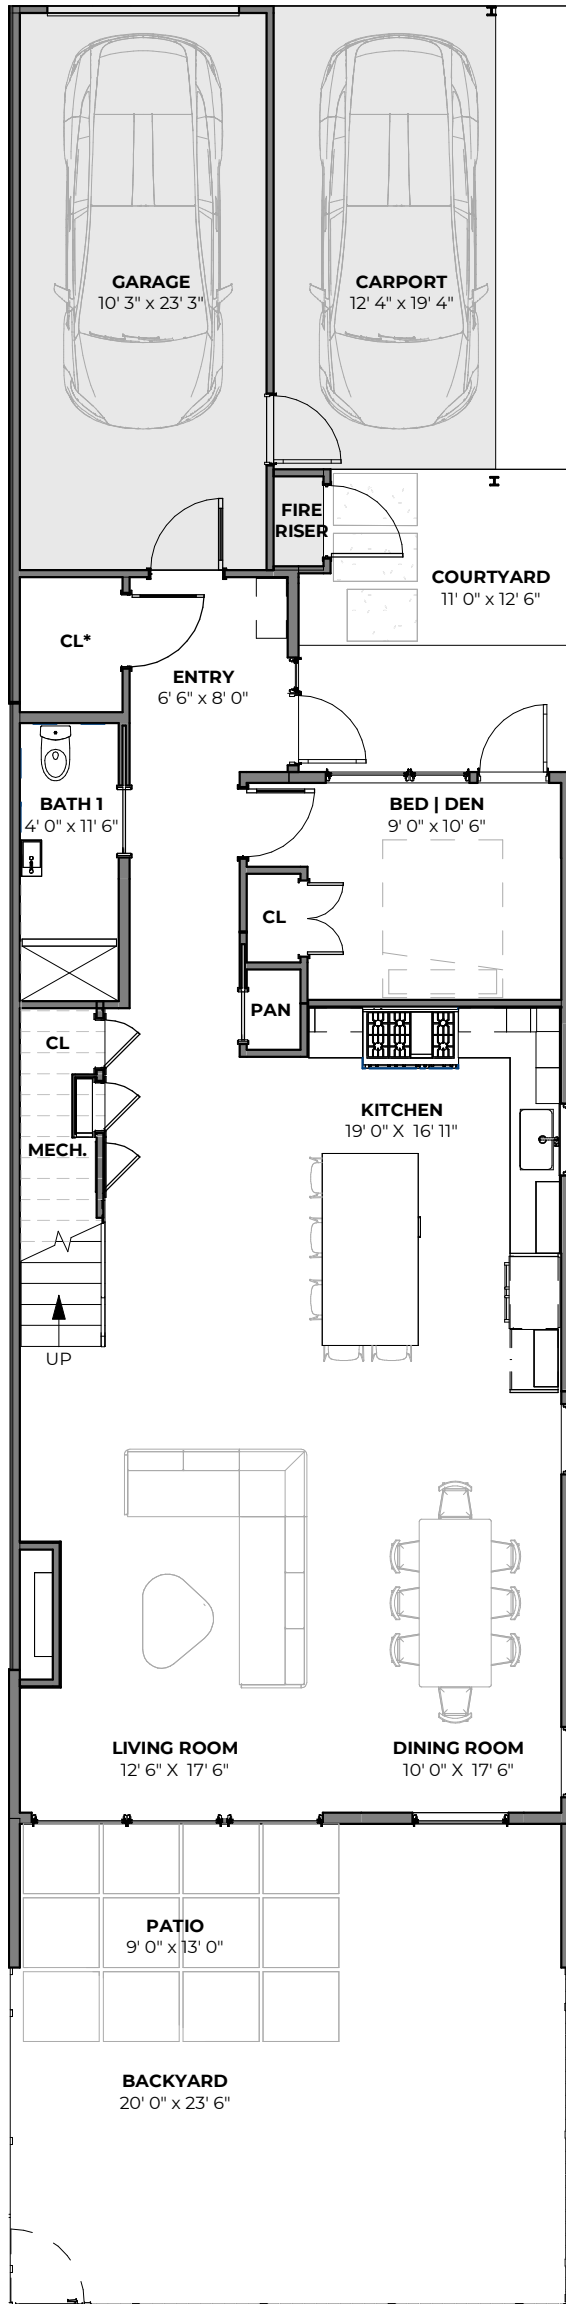 GARAGE
10' 3" x 23' 3"
CARPORT
12' 4" x 19' 4"
FIRE
RISER
COURTYARD
11' 0" x 12' 6"
CL*
ENTRY
6' 6" x 8' 0"
BATH 1
4' 0" x 11' 6"
BED | DEN
9' 0" x 10' 6"
CL
PAN
CL
KITCHEN
19' 0" X 16' 11"
MECH.
UP
LIVING ROOM
12' 6" X 17' 6"
DINING ROOM
10' 0" X 17' 6"
PATIO
9' 0" x 13' 0"
BACKYARD
20' 0" x 23' 6"